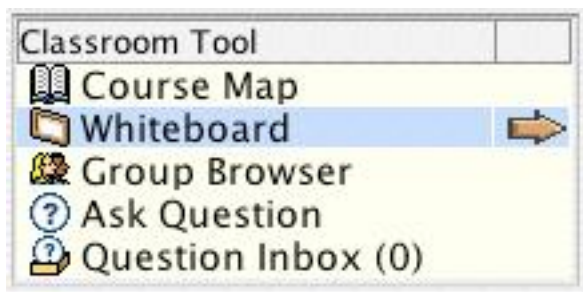 Classroom Tool
Course Map
Whiteboard
Group Browser
? Ask Question
? Question Inbox (0)